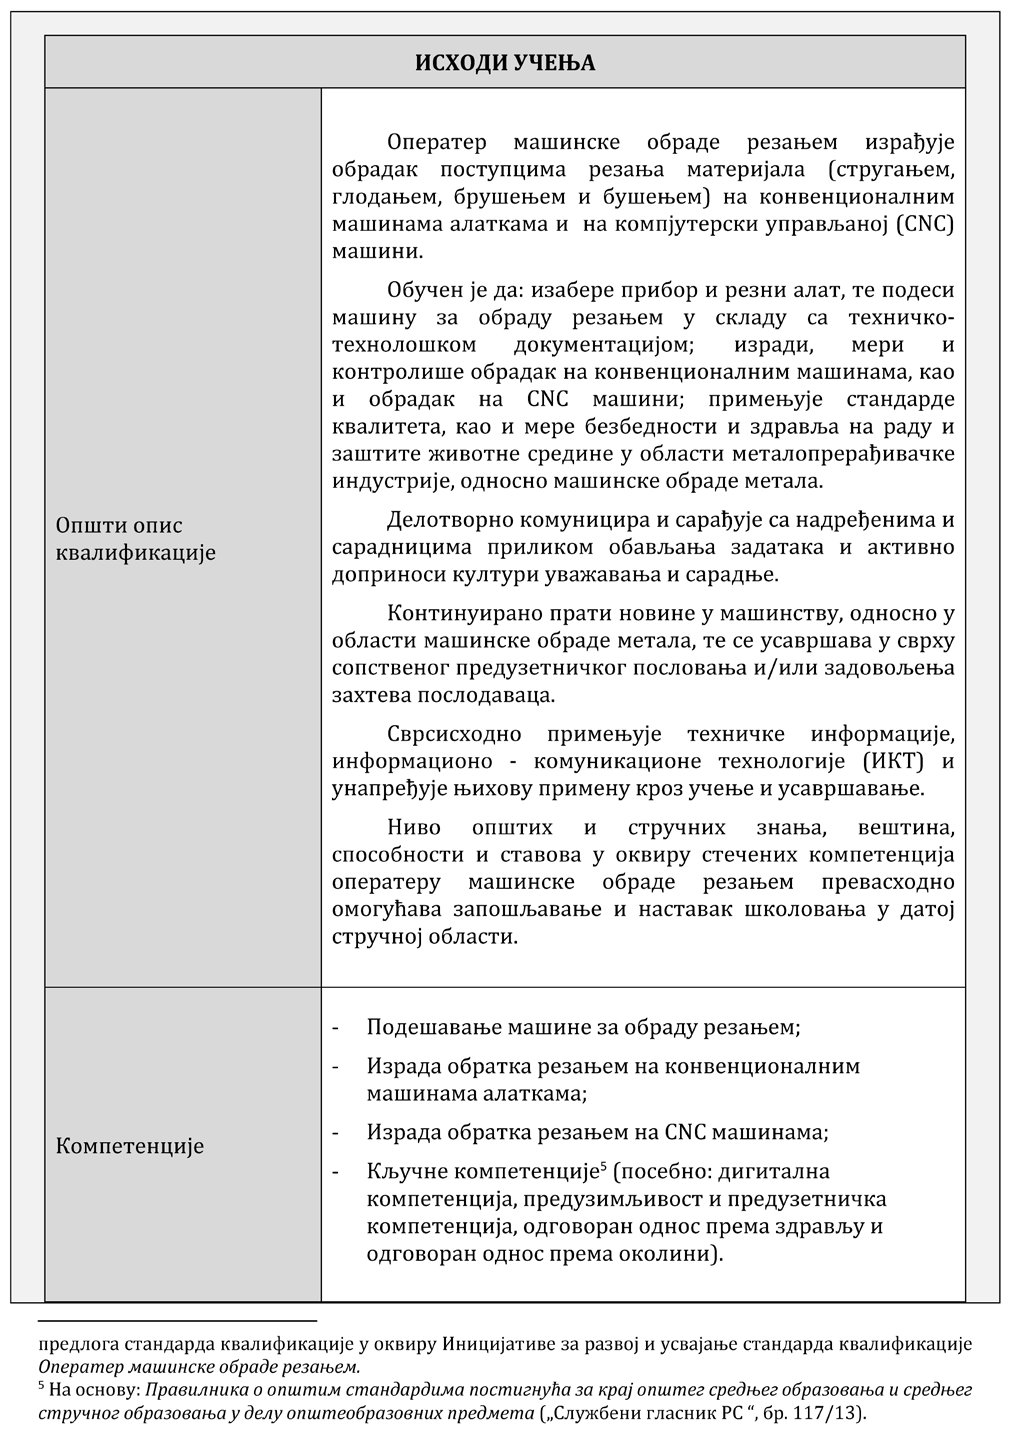 ИСХОДИ УЧЕЊА
Општи опис
квалификације
Оператер машинске обраде резањем израђује
обрадак поступцима резања материјала (стругањем,
глодањем, брушењем и бушењем) на конвенционалним
машинама алаткама и на компјутерски управљаној (CNC)
машини.
Обучен је да: изабере прибор и резни алат, те подеси
машину за обраду резањем у складу са техничко-
технолошком документацијом; изради, мери и
контролише обрадак на конвенционалним машинама, као
и обрадак на CNC машини; примењује стандарде
квалитета, као и мере безбедности и здравља на раду и
заштите животне средине у области металопрерађивачке
индустрије, односно машинске обраде метала.
Делотворно комуницира и сарађује са надређенима и
сарадницима приликом обављања задатака и активно
доприноси култури уважавања и сарадње.
Континуирано прати новине у машинству, односно у
области машинске обраде метала, те се усавршава у сврху
сопственог предузетничког пословања и/или задовољења
захтева послодаваца.
Сврсисходно примењује техничке информације,
информационо - комуникационе технологије (ИКТ) и
унапређује њихову примену кроз учење и усавршавање.
Ниво општих и стручних знања, вештина,
способности и ставова у оквиру стечених компетенција
оператеру машинске обраде резањем превасходно
омогућава запошљавање и наставак школовања у датој
стручној области.
Компетенције
- Подешавање машине за обраду резањем;
- Израда обратка резањем на конвенционалним
машинама алаткама;
- Израда обратка резањем на CNC машинама;
- Кључне компетенције⁵ (посебно: дигитална
компетенција, предузимљивост и предузетничка
компетенција, одговоран однос према здрављу и
одговоран однос према околини).
предлога стандарда квалификације у оквиру Иницијативе за развој и усвајање стандарда квалификације
Оператер машинске обраде резањем.
⁵ На основу: Правилника о општим стандардима постигнућа за крај општег средњег образовања и средњег
стручног образовања у делу општеобразовних предмета („Службени гласник РС “, бр. 117/13).